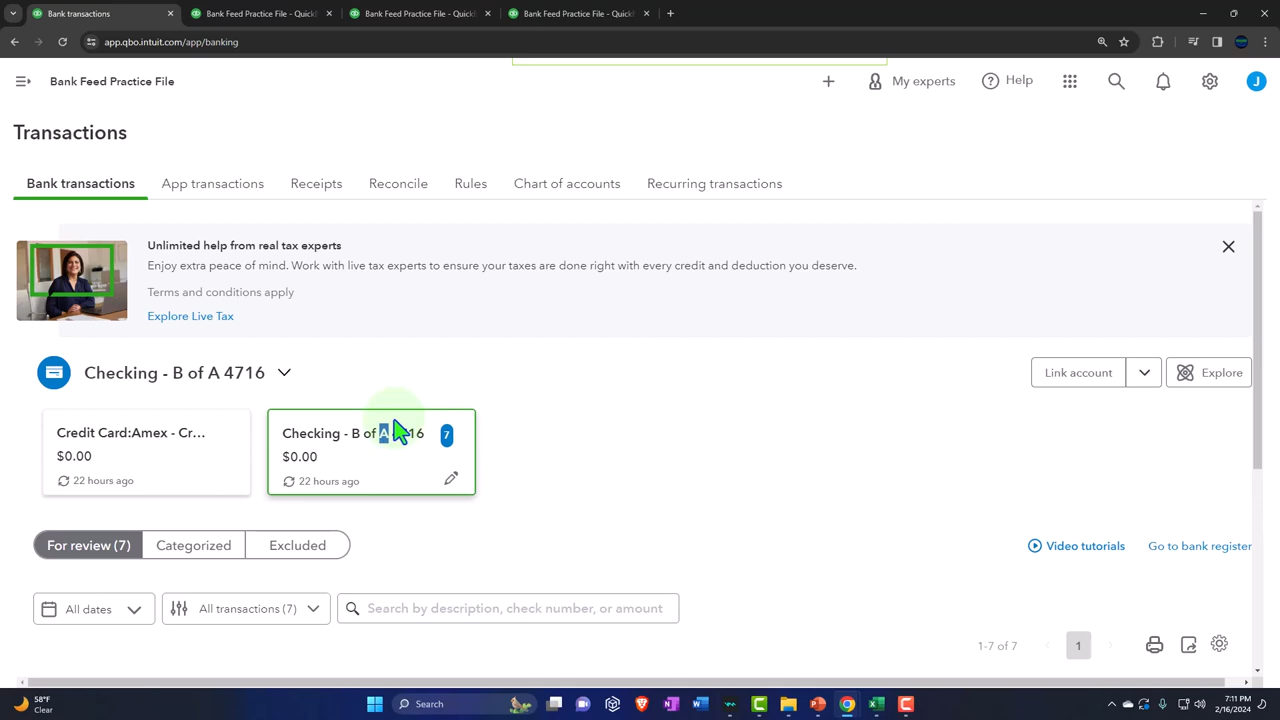 Bank transactions
Bank Feed Practice File - Quick
Bank Feed Practice File - Quick
Bank Feed Practice File - Quick
app.qbo.intuit.com/app/banking
Bank Feed Practice File
My experts
Help
J
Transactions
Bank transactions
App transactions
Receipts
Reconcile
Rules
Chart of accounts
Recurring transactions
Unlimited help from real tax experts
Enjoy extra peace of mind. Work with live tax experts to ensure your taxes are done right with every credit and deduction you deserve.
Terms and conditions apply
Explore Live Tax
Checking - B of A 4716
Link account
Explore
Credit Card:Amex - Cr...
$0.00
22 hours ago
Checking - B of A 4716
7
$0.00
22 hours ago
For review (7)
Categorized
Excluded
Video tutorials
Go to bank register
All dates
All transactions (7)
Search by description, check number, or amount
1-7 of 7
1
58°F
Clear
Search
7:11 PM
2/16/2024